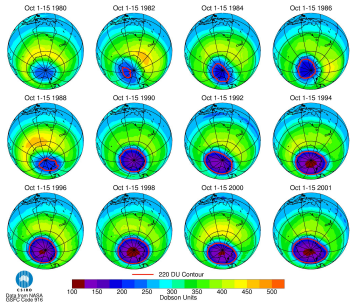 Oct 1-15 1980 Oct 1-15 1982 Oct 1-15 1984 Oct 1-15 1986
Oct 1-15 1988 Oct 1-15 1990 Oct 1-15 1992 Oct 1-15 1994
Oct 1-15 1996 Oct 1-15 1998 Oct 1-15 2000 Oct 1-15 2001
220 DU Contour
CSIRO
100 150 200 250 300 350 400 450 500
Dobson Units
Data from NASA
GSFC Code 916